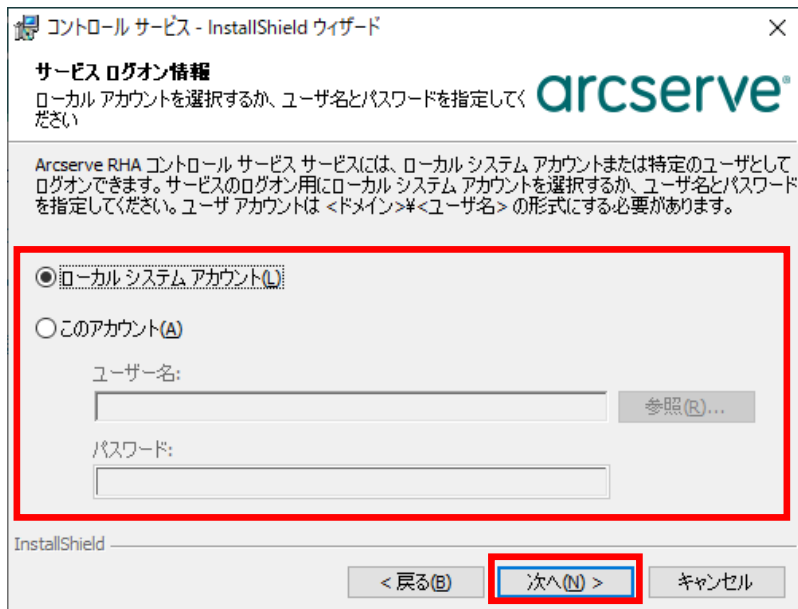 コントロール サービス - InstallShield ウィザード
サービス ログオン情報
ローカル アカウントを選択するか、ユーザ名とパスワードを指定してく
ださい
arcserve®
Arcserve RHA コントロール サービス サービスには、ローカル システム アカウントまたは特定のユーザとして
ログオンできます。サービスのログオン用にローカル システム アカウントを選択するか、ユーザ名とパスワード
を指定してください。ユーザ アカウントは <ドメイン>¥<ユーザ名> の形式にする必要があります。
ローカル システム アカウント(L)
このアカウント(A)
ユーザー名:
参照(R)...
パスワード:
InstallShield
< 戻る(B)
次へ(N) >
キャンセル